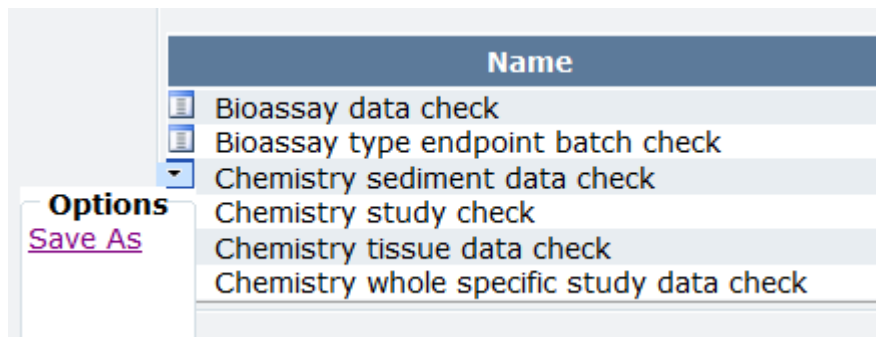 Name
Bioassay data check
Bioassay type endpoint batch check
Chemistry sediment data check
Options
Chemistry study check
Save As
Chemistry tissue data check
Chemistry whole specific study data check